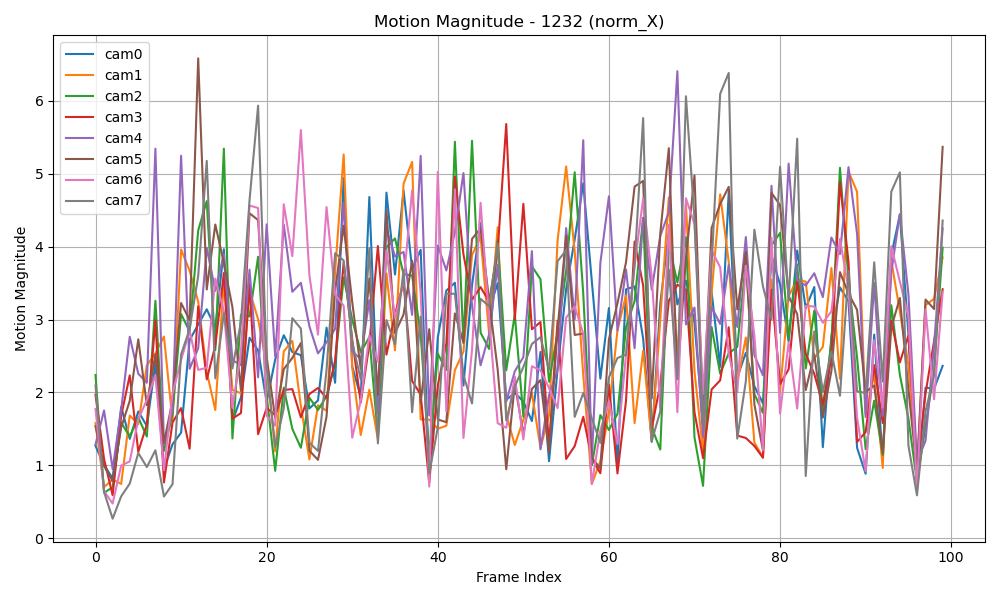 Motion Magnitude - 1232 (norm_X)
cam0
cam1
cam2
cam3
cam4
cam5
cam6
cam7
Motion Magnitude
6
5
4
3
2
1
0
0 20 40 60 80 100
Frame Index